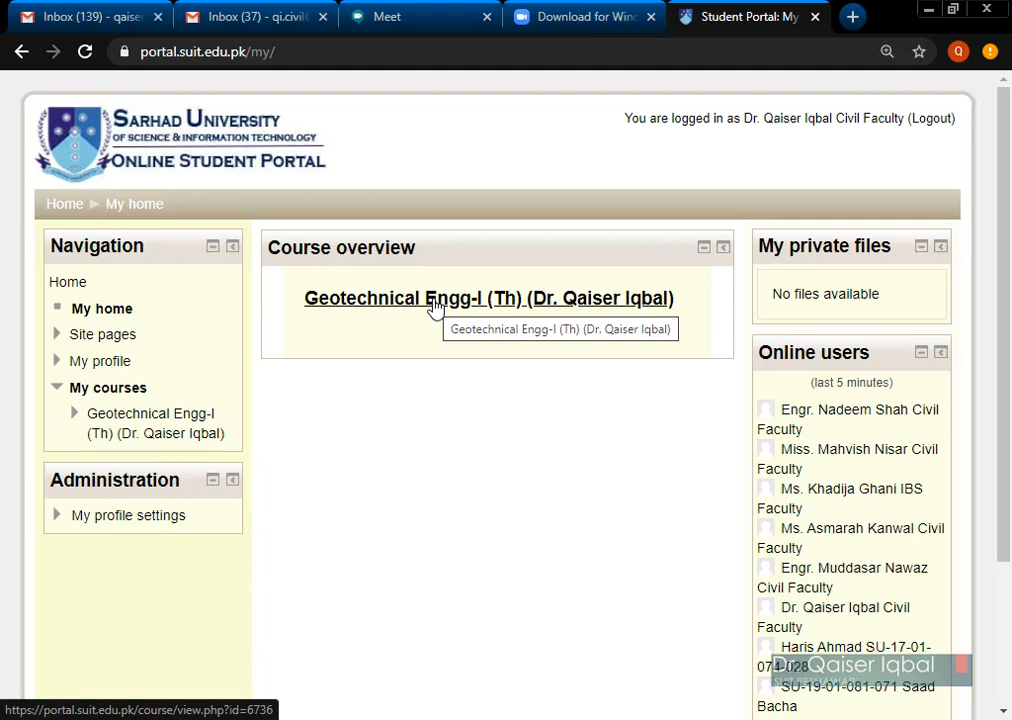 Inbox (139) - qaiser
Inbox (37) - qi.civil
Meet
Download for Wind
Student Portal: My
portal.suit.edu.pk/my/
Q
SARHAD UNIVERSITY
OF SCIENCE & INFORMATION TECHNOLOGY
ONLINE STUDENT PORTAL
You are logged in as Dr. Qaiser Iqbal Civil Faculty (Logout)
Home
My home
Navigation
Home
My home
Site pages
My profile
My courses
Geotechnical Engg-I
(Th) (Dr. Qaiser Iqbal)
Administration
My profile settings
Course overview
Geotechnical Engg-I (Th) (Dr. Qaiser Iqbal)
Geotechnical Engg-I (Th) (Dr. Qaiser Iqbal)
My private files
No files available
Online users
(last 5 minutes)
Engr. Nadeem Shah Civil
Faculty
Miss. Mahvish Nisar Civil
Faculty
Ms. Khadija Ghani IBS
Faculty
Ms. Asmarah Kanwal Civil
Faculty
Engr. Muddasar Nawaz
Civil Faculty
Dr. Qaiser Iqbal Civil
Faculty
Haris Ahmad SU-17-01-
074-028
Dr. Qaiser Iqbal
SUIT PESHAWAR
SU-19-01-081-071 Saad
Bacha
https://portal.suit.edu.pk/course/view.php?id=6736